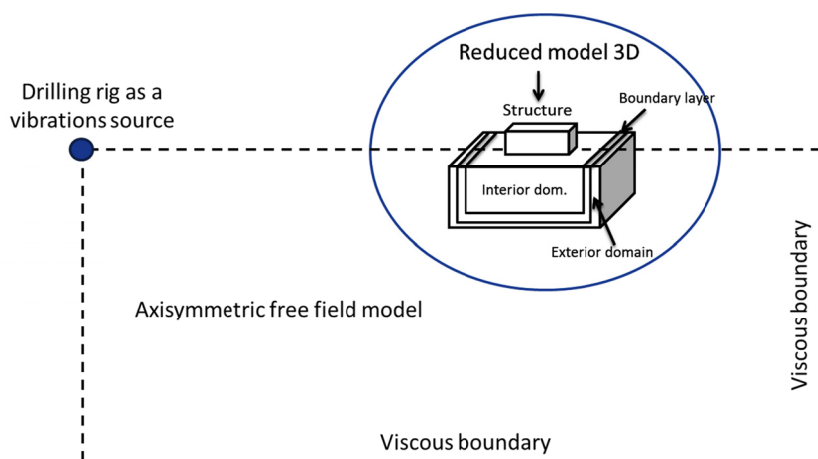 Reduced model 3D
Drilling rig as a
vibrations source
Structure
Boundary layer
Interior dom.
Exterior domain
Axisymmetric free field model
Viscous boundary
Viscous boundary